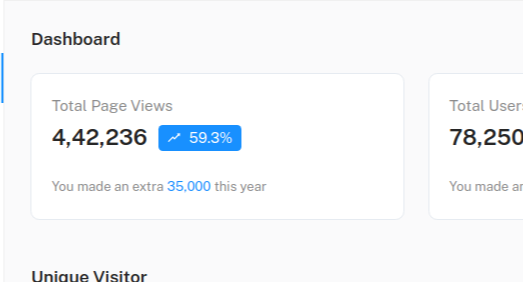 Dashboard
Total Page Views
4,42,236 59.3%
You made an extra 35,000 this year
Total User
78,250
You made
Unique Visitor